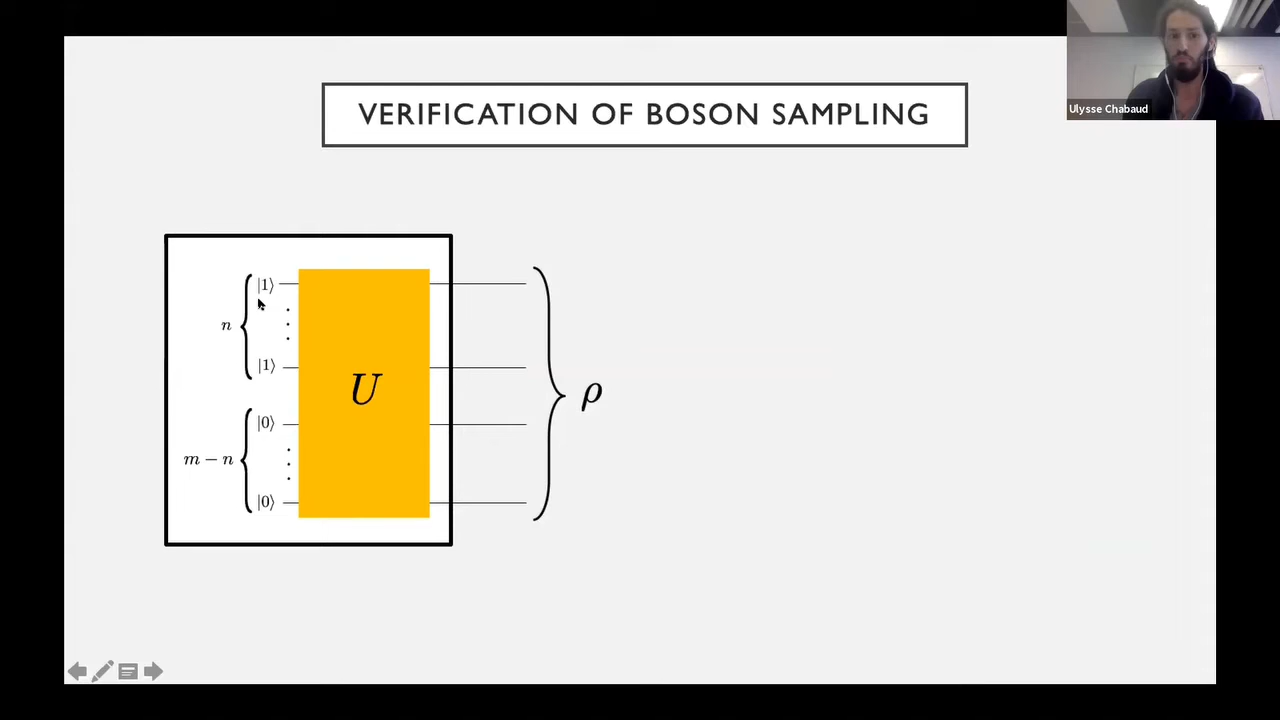 Ulysse Chabaud
VERIFICATION OF BOSON SAMPLING
|1⟩
n
|1⟩
U
ρ
|0⟩
m − n
|0⟩